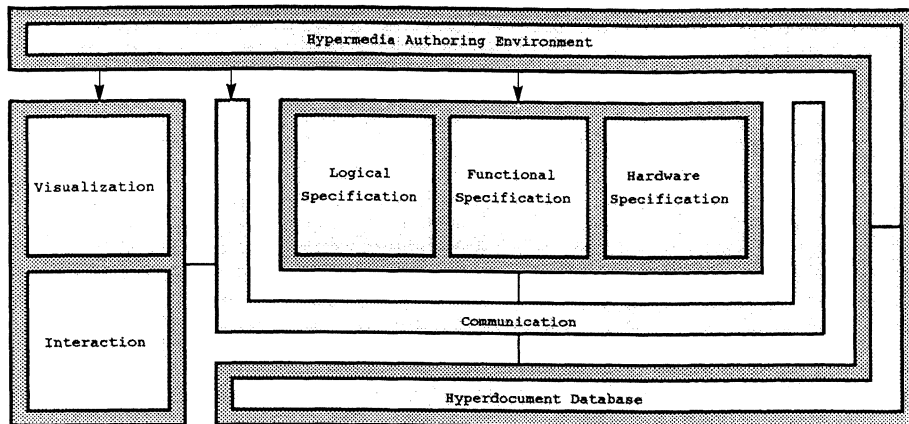 Hypermedia Authoring Environment
Visualization
Logical
Specification
Functional
Specification
Hardware
Specification
Interaction
Communication
Hyperdocument Database